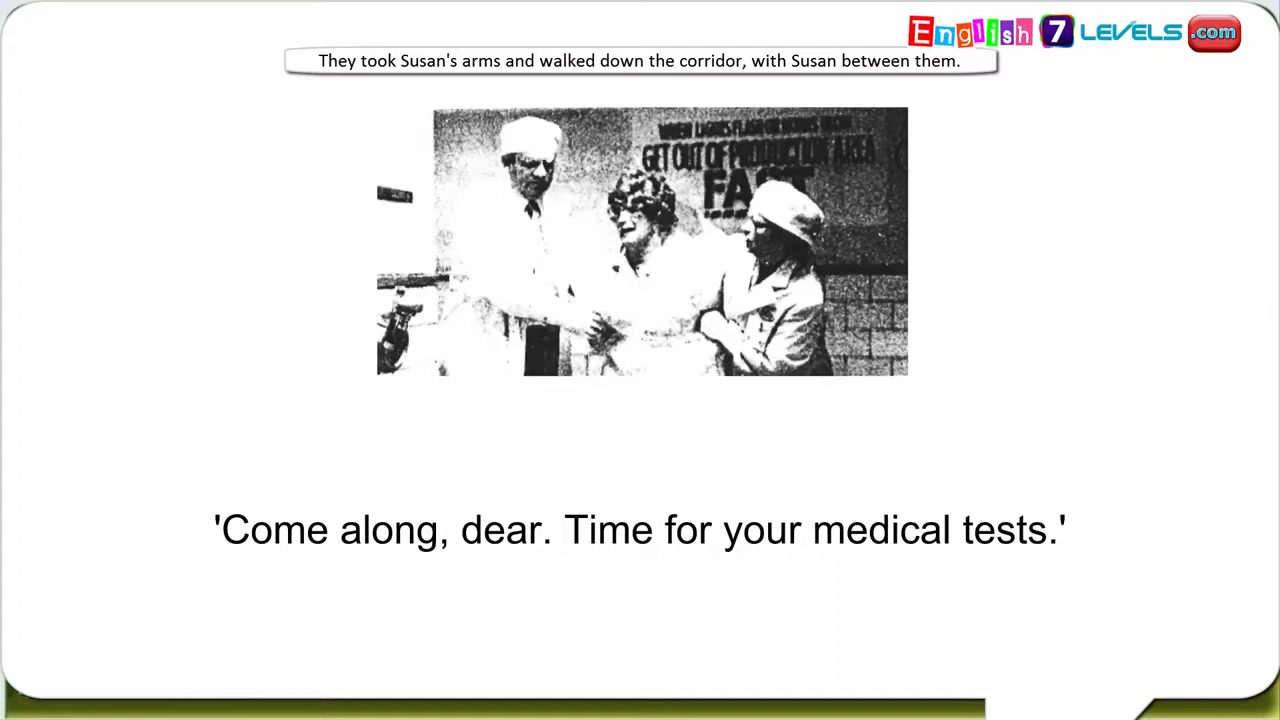 English 7 LEVELS .com
They took Susan's arms and walked down the corridor, with Susan between them.
GET OUT OF PRODUCTION AREA
'Come along, dear. Time for your medical tests.'